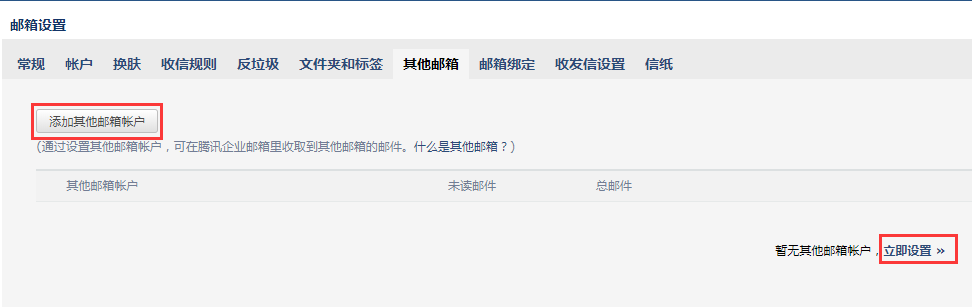 邮箱设置
常规 帐户 换肤 收信规则 反垃圾 文件夹和标签 其他邮箱 邮箱绑定 收发信设置 信纸
添加其他邮箱帐户
(通过设置其他邮箱帐户，可在腾讯企业邮箱里收取到其他邮箱的邮件。什么是其他邮箱？)
其他邮箱帐户 未读邮件 总邮件
暂无其他邮箱帐户，立即设置 »